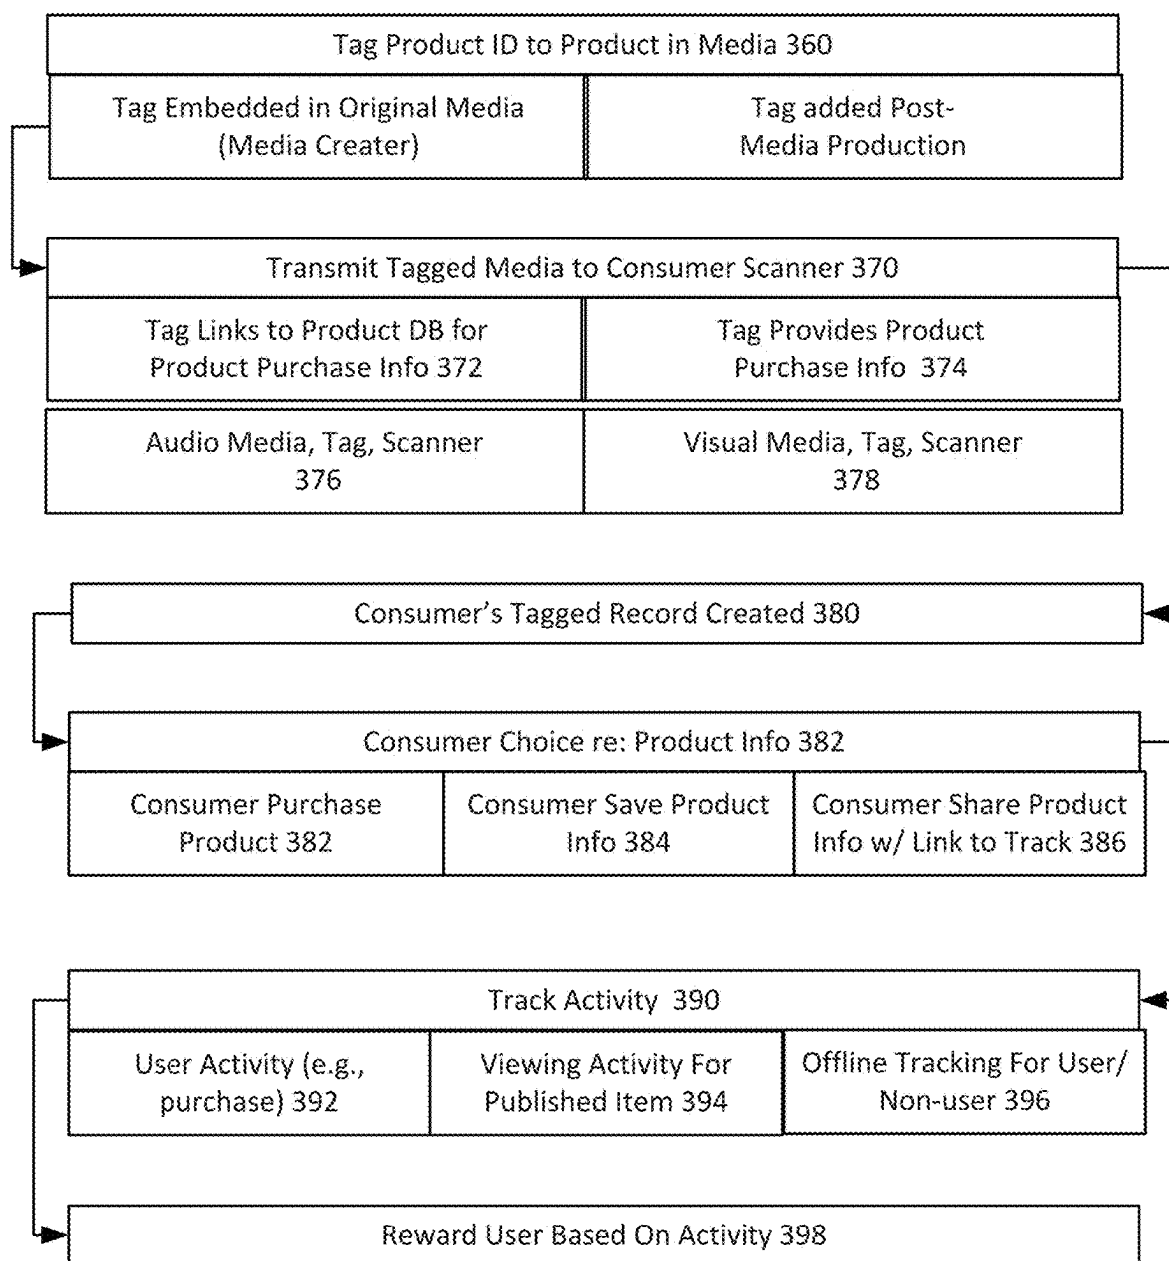 Tag Product ID to Product in Media 360
Tag Embedded in Original Media
(Media Creater)
Tag added Post-
Media Production
Transmit Tagged Media to Consumer Scanner 370
Tag Links to Product DB for
Product Purchase Info 372
Tag Provides Product
Purchase Info 374
Audio Media, Tag, Scanner
376
Visual Media, Tag, Scanner
378
Consumer's Tagged Record Created 380
Consumer Choice re: Product Info 382
Consumer Purchase
Product 382
Consumer Save Product
Info 384
Consumer Share Product
Info w/ Link to Track 386
Track Activity 390
User Activity (e.g.,
purchase) 392
Viewing Activity For
Published Item 394
Offline Tracking For User/
Non-user 396
Reward User Based On Activity 398